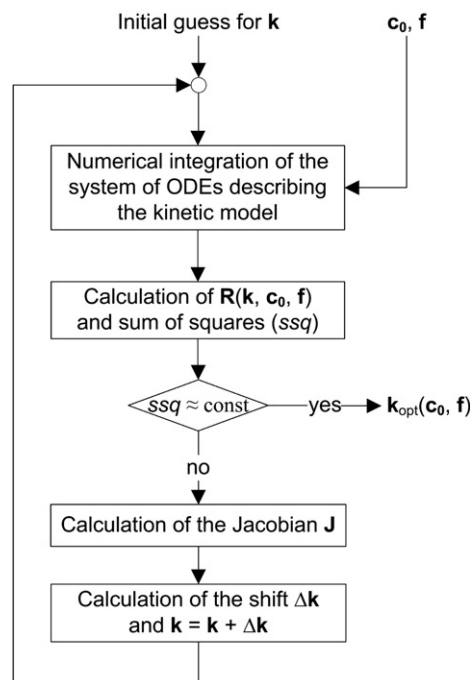 Initial guess for k
c₀, f
Numerical integration of the
system of ODEs describing
the kinetic model
Calculation of R(k, c₀, f)
and sum of squares (ssq)
ssq ≈ const
yes
k_opt(c₀, f)
no
Calculation of the Jacobian J
Calculation of the shift Δk
and k = k + Δk